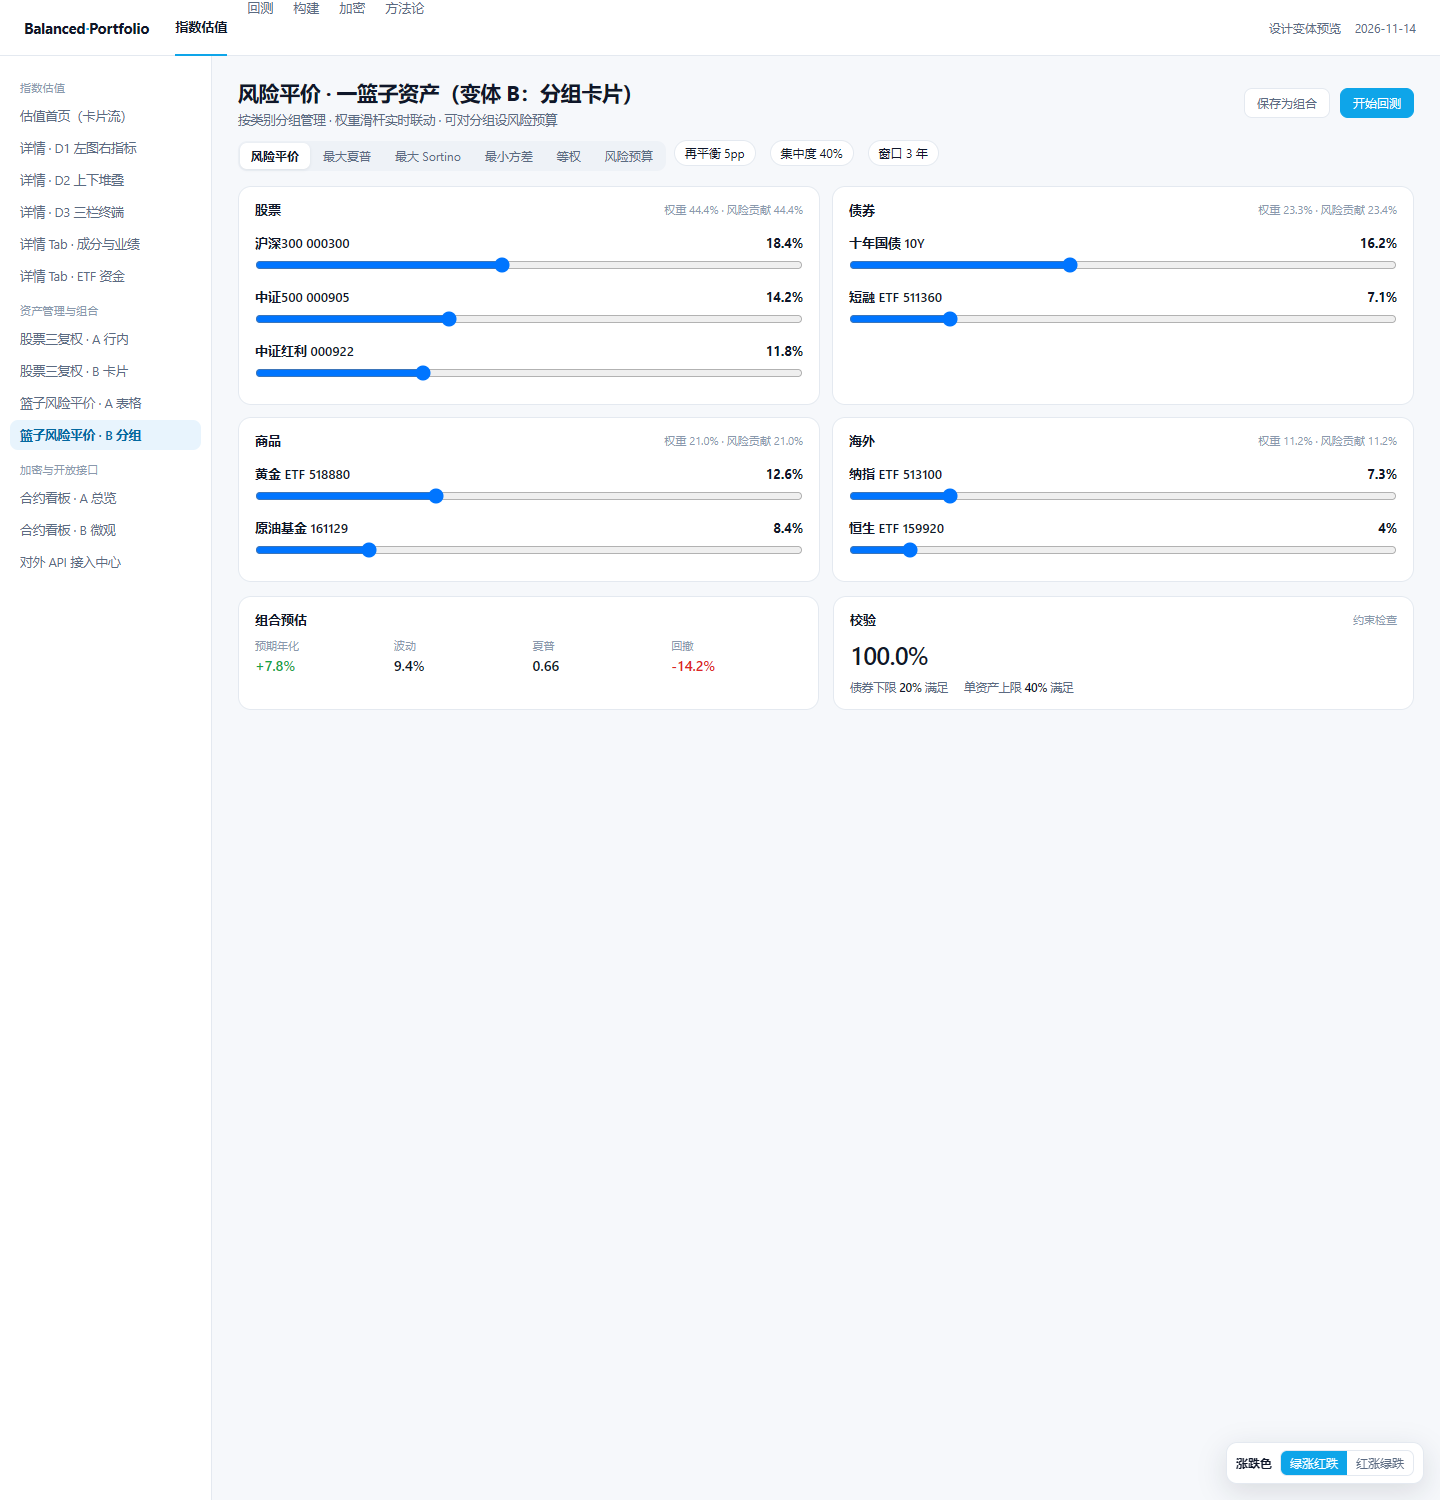 Balanced·Portfolio 指数估值 回测 构建 加密 方法论 设计变体预览 2026-11-14
指数估值
估值首页（卡片流）
详情 · D1 左图右指标
详情 · D2 上下堆叠
详情 · D3 三栏终端
详情 Tab · 成分与业绩
详情 Tab · ETF 资金
资产管理与组合
股票三复权 · A 行内
股票三复权 · B 卡片
篮子风险平价 · A 表格
篮子风险平价 · B 分组
加密与开放接口
合约看板 · A 总览
合约看板 · B 微观
对外 API 接入中心
风险平价 · 一篮子资产（变体 B：分组卡片）
按类别分组管理 · 权重滑杆实时联动 · 可对分组设风险预算
保存为组合 开始回测
风险平价 最大夏普 最大 Sortino 最小方差 等权 风险预算 再平衡 5pp 集中度 40% 窗口 3 年
股票 权重 44.4% · 风险贡献 44.4%
沪深300 000300 18.4%
中证500 000905 14.2%
中证红利 000922 11.8%
债券 权重 23.3% · 风险贡献 23.4%
十年国债 10Y 16.2%
短融 ETF 511360 7.1%
商品 权重 21.0% · 风险贡献 21.0%
黄金 ETF 518880 12.6%
原油基金 161129 8.4%
海外 权重 11.2% · 风险贡献 11.2%
纳指 ETF 513100 7.3%
恒生 ETF 159920 4%
组合预估
预期年化 波动 夏普 回撤
+7.8% 9.4% 0.66 -14.2%
校验 约束检查
100.0%
债券下限 20% 满足 单资产上限 40% 满足
涨跌色 绿涨红跌 红涨绿跌